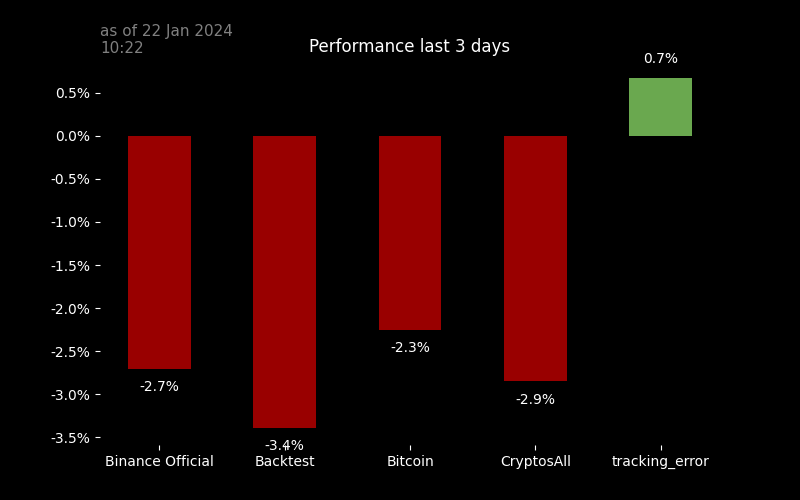 as of 22 Jan 2024
10:22
Performance last 3 days
0.7%
0.5%
0.0%
-0.5%
-1.0%
-1.5%
-2.0%
-2.5%
-3.0%
-3.5%
-2.7%
-3.4%
-2.3%
-2.9%
Binance Official
Backtest
Bitcoin
CryptosAll
tracking_error